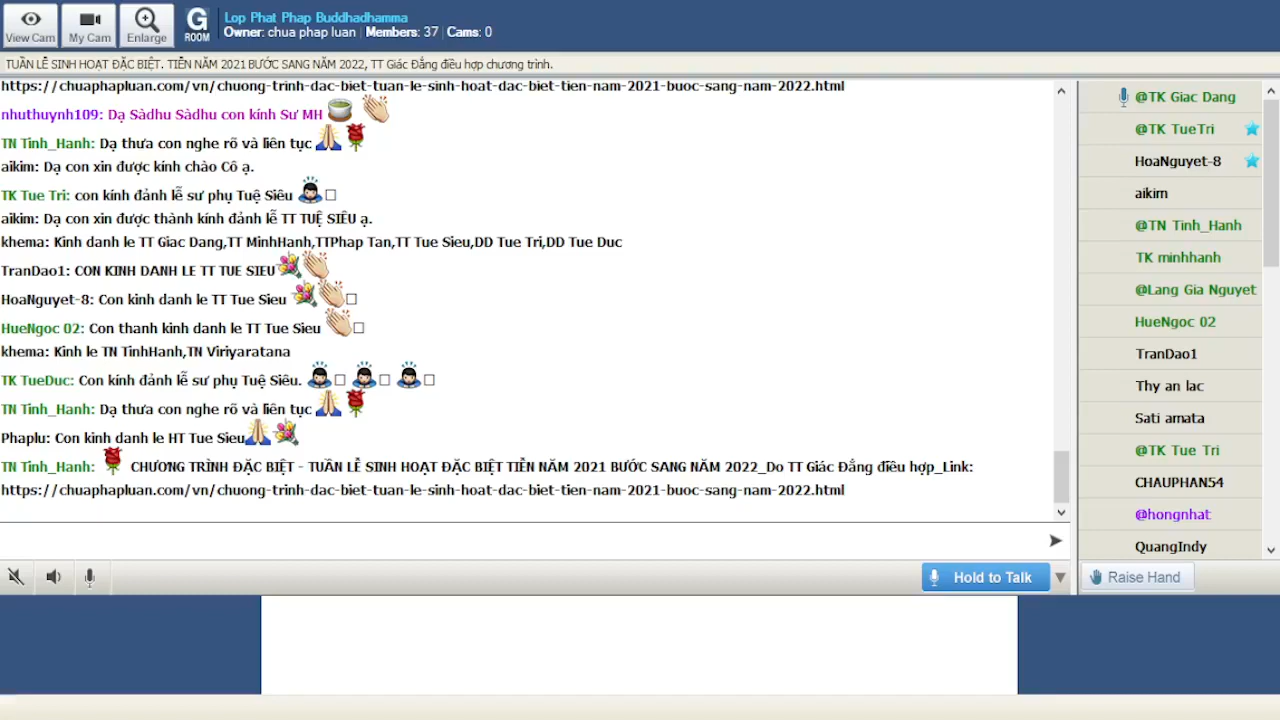 View Cam
My Cam
Enlarge
G
ROOM
Lop Phat Phap Buddhadhamma
Owner: chua phap luan | Members: 37 | Cams: 0
TUẦN LỄ SINH HOẠT ĐẶC BIỆT. TIỄN NĂM 2021 BƯỚC SANG NĂM 2022, TT Giác Đẳng điều hợp chương trình.
https://chuaphapluan.com/vn/chuong-trinh-dac-biet-tuan-le-sinh-hoat-dac-biet-tien-nam-2021-buoc-sang-nam-2022.html
nhuthuynh109: Dạ Sàdhu Sàdhu con kính Sư MH
TN Tinh_Hanh: Dạ thưa con nghe rõ và liên tục
aikim: Dạ con xin được kính chào Cô ạ.
TK Tue Tri: con kính đảnh lễ sư phụ Tuệ Siêu
aikim: Dạ con xin được thành kính đảnh lễ TT TUỆ SIÊU ạ.
khema: Kinh danh le TT Giac Dang,TT MinhHanh,TTPhap Tan,TT Tue Sieu,DD Tue Tri,DD Tue Duc
TranDao1: CON KINH DANH LE TT TUE SIEU
HoaNguyet-8: Con kinh danh le TT Tue Sieu
HueNgoc 02: Con thanh kinh danh le TT Tue Sieu
khema: Kinh le TN TinhHanh,TN Viriyaratana
TK TueDuc: Con kính đảnh lễ sư phụ Tuệ Siêu.
TN Tinh_Hanh: Dạ thưa con nghe rõ và liên tục
Phaplu: Con kinh danh le HT Tue Sieu
TN Tinh_Hanh: CHƯƠNG TRÌNH ĐẶC BIỆT - TUẦN LỄ SINH HOẠT ĐẶC BIỆT TIỄN NĂM 2021 BƯỚC SANG NĂM 2022_Do TT Giác Đẳng điều hợp_Link:
https://chuaphapluan.com/vn/chuong-trinh-dac-biet-tuan-le-sinh-hoat-dac-biet-tien-nam-2021-buoc-sang-nam-2022.html
@TK Giac Dang
@TK TueTri
HoaNguyet-8
aikim
@TN Tinh_Hanh
TK minhhanh
@Lang Gia Nguyet
HueNgoc 02
TranDao1
Thy an lac
Sati amata
@TK Tue Tri
CHAUPHAN54
@hongnhat
QuangIndy
Hold to Talk
Raise Hand